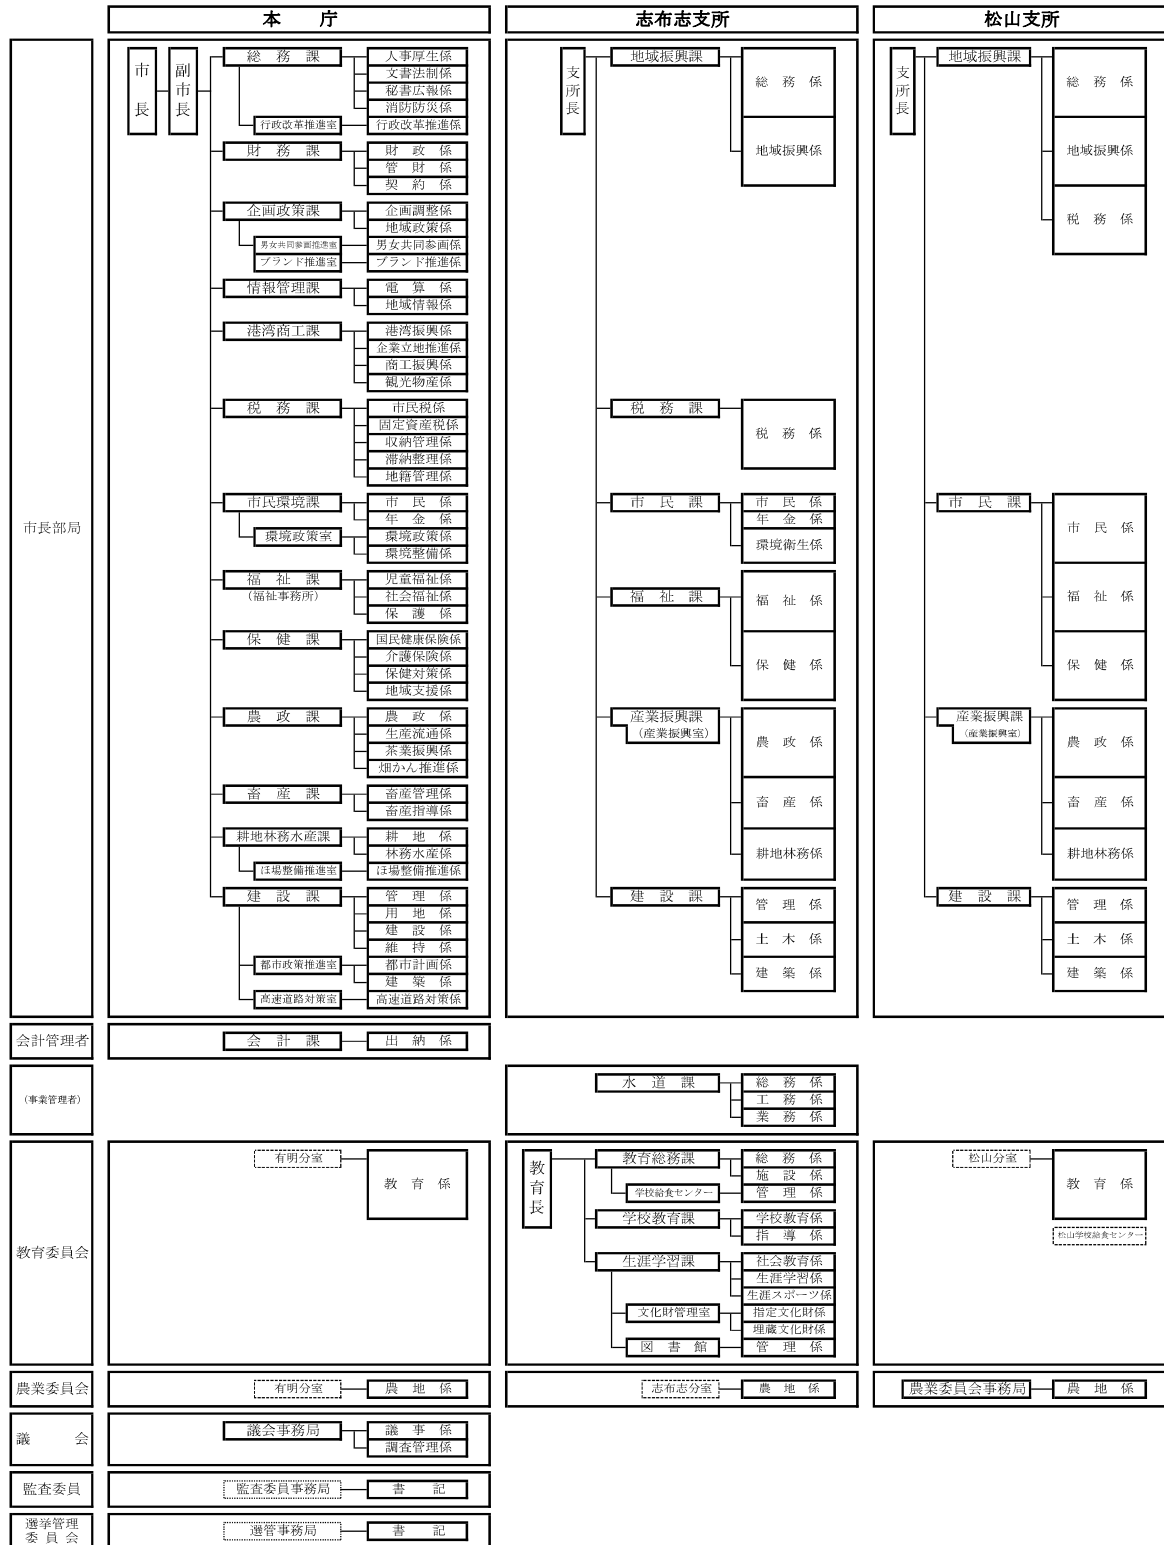 本　庁
志布志支所
松山支所
市長部局
市長
副市長
総務課
人事厚生係
文書法制係
秘書広報係
消防防災係
行政改革推進室
行政改革推進係
財務課
財政係
管財係
契約係
企画政策課
企画調整係
地域政策係
男女共同参画推進室
男女共同参画係
ブランド推進室
ブランド推進係
情報管理課
電算係
地域情報係
港湾商工課
港湾振興係
企業立地推進係
商工振興係
観光物産係
税務課
市民税係
固定資産税係
収納管理係
滞納整理係
地籍管理係
市民環境課
市民係
年金係
環境政策室
環境政策係
環境整備係
福祉課
（福祉事務所）
児童福祉係
社会福祉係
保護係
保健課
国民健康保険係
介護保険係
保健対策係
地域支援係
農政課
農政係
生産流通係
茶業振興係
畑かん推進係
畜産課
畜産管理係
畜産指導係
耕地林務水産課
耕地係
林務水産係
ほ場整備推進室
ほ場整備推進係
建設課
管理係
用地係
建設係
維持係
都市政策推進室
都市計画係
建築係
高速道路対策室
高速道路対策係
支所長
地域振興課
総務係
地域振興係
税務課
税務係
市民課
市民係
年金係
環境衛生係
福祉課
福祉係
保健係
産業振興課
（産業振興室）
農政係
畜産係
耕地林務係
建設課
管理係
土木係
建築係
支所長
地域振興課
総務係
地域振興係
税務係
市民課
市民係
福祉係
保健係
産業振興課
（産業振興室）
農政係
畜産係
耕地林務係
建設課
管理係
土木係
建築係
会計管理者
会計課
出納係
（事業管理者）
水道課
総務係
工務係
業務係
教育委員会
有明分室
教育係
教育長
教育総務課
総務係
施設係
学校給食センター
管理係
学校教育課
学校教育係
指導係
生涯学習課
社会教育係
生涯学習係
生涯スポーツ係
文化財管理室
指定文化財係
埋蔵文化財係
図書館
管理係
松山分室
教育係
松山学校給食センター
農業委員会
有明分室
農地係
志布志分室
農地係
農業委員会事務局
農地係
議会
議会事務局
議事係
調査管理係
監査委員
監査委員事務局
書記
選挙管理
委員会
選管事務局
書記